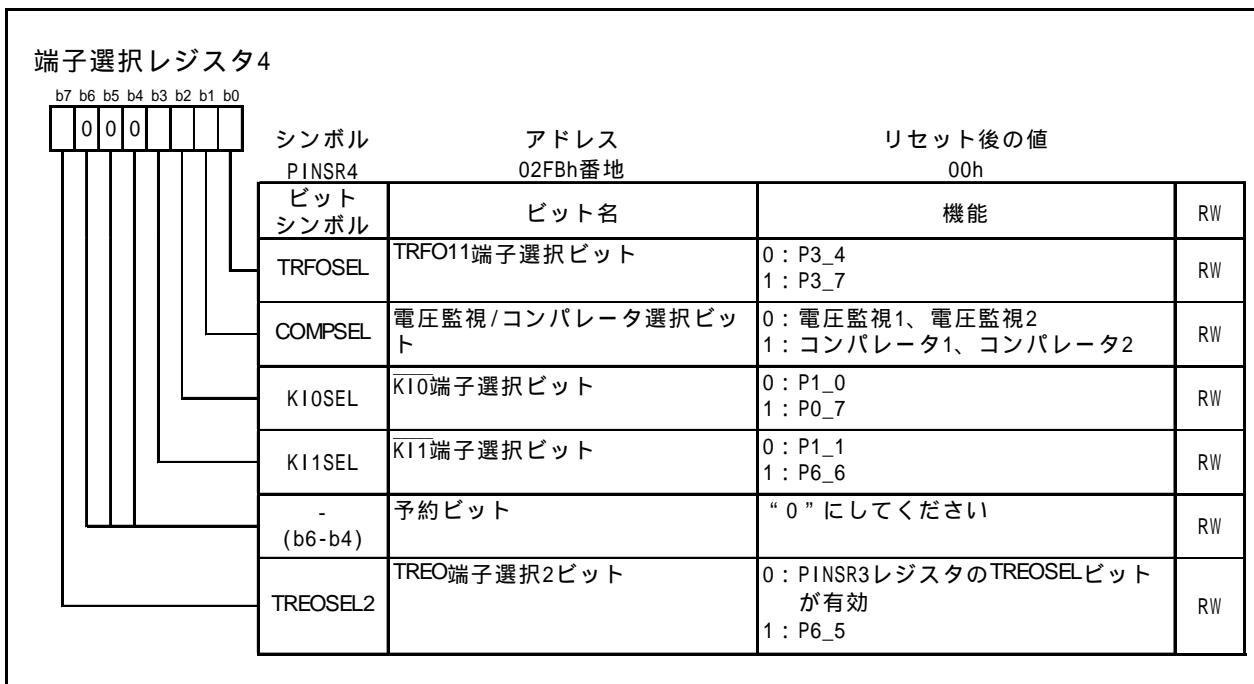 端子選択レジスタ4
b7 b6 b5 b4 b3 b2 b1 b0
0 0 0
シンボル アドレス リセット後の値
PINSR4 02FBh番地 00h
ビット
シンボル ビット名 機能 RW
TRFOSEL TRFO11端子選択ビット 0：P3_4
1：P3_7 RW
COMPSEL 電圧監視/コンパレータ選択ビッ
ト 0：電圧監視1、電圧監視2
1：コンパレータ1、コンパレータ2 RW
KI0SEL K̅I̅0̅端子選択ビット 0：P1_0
1：P0_7 RW
KI1SEL K̅I̅1̅端子選択ビット 0：P1_1
1：P6_6 RW
-
(b6-b4) 予約ビット “0”にしてください RW
TREOSEL2 TREO端子選択2ビット 0：PINSR3レジスタのTREOSELビット
が有効
1：P6_5 RW